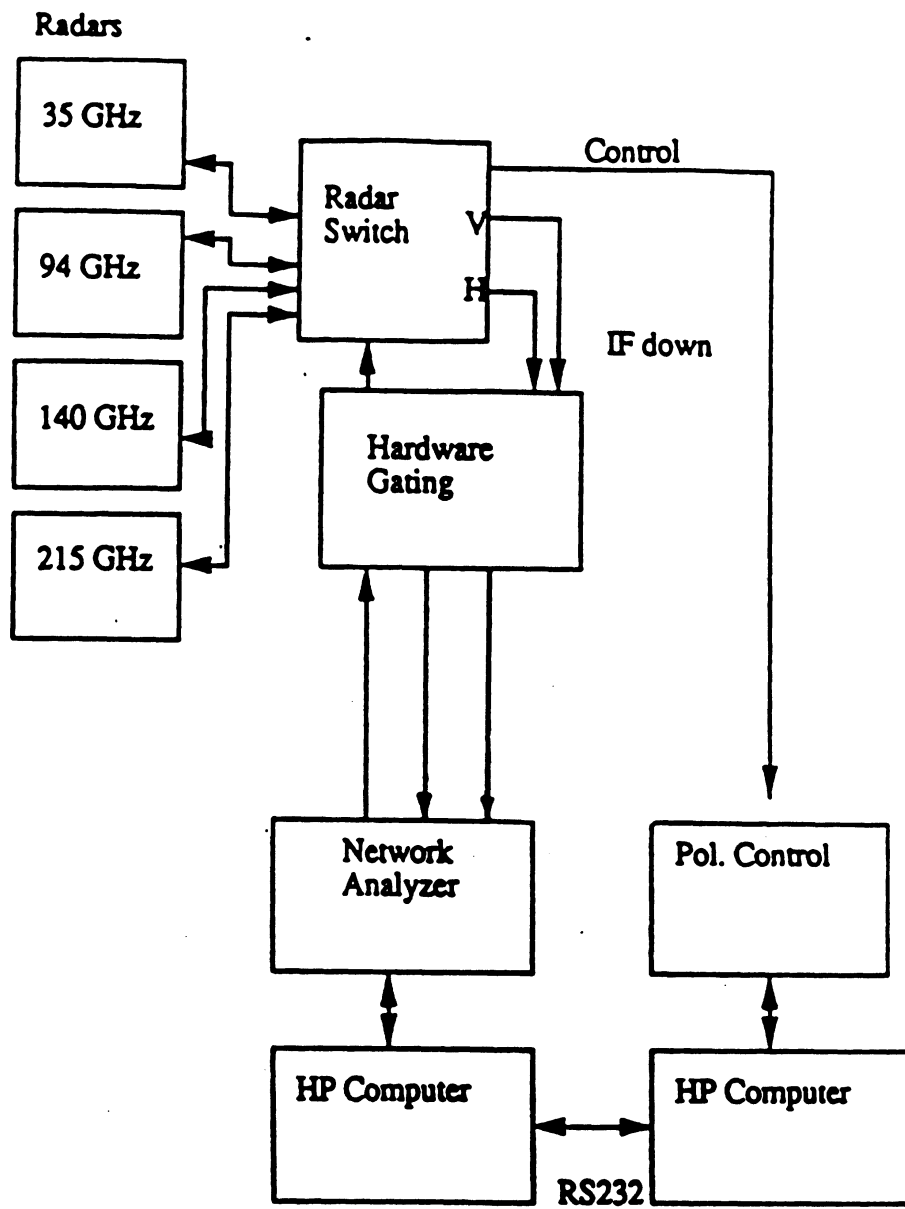 Radars
35 GHz
94 GHz
140 GHz
215 GHz
Radar
Switch
V
H
Control
IF down
Hardware
Gating
Network
Analyzer
Pol. Control
HP Computer
HP Computer
RS232